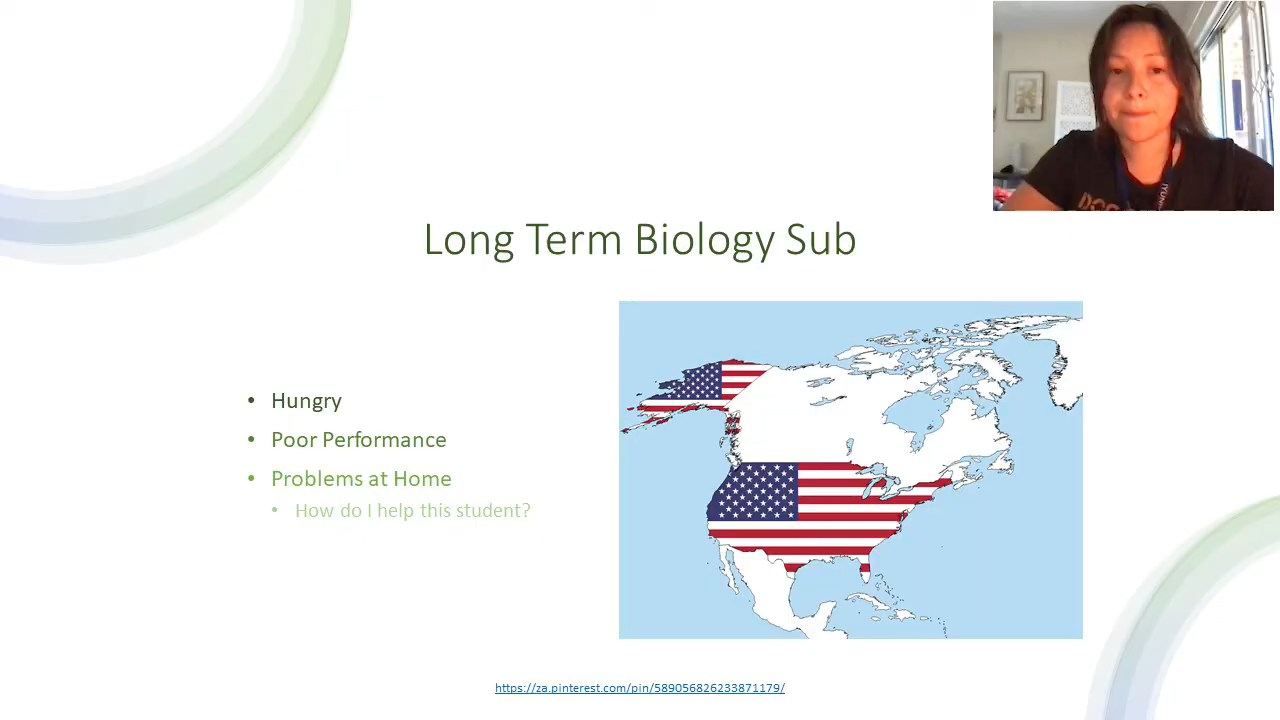 Long Term Biology Sub
• Hungry
• Poor Performance
• Problems at Home
• How do I help this student?
https://za.pinterest.com/pin/589056826233871179/